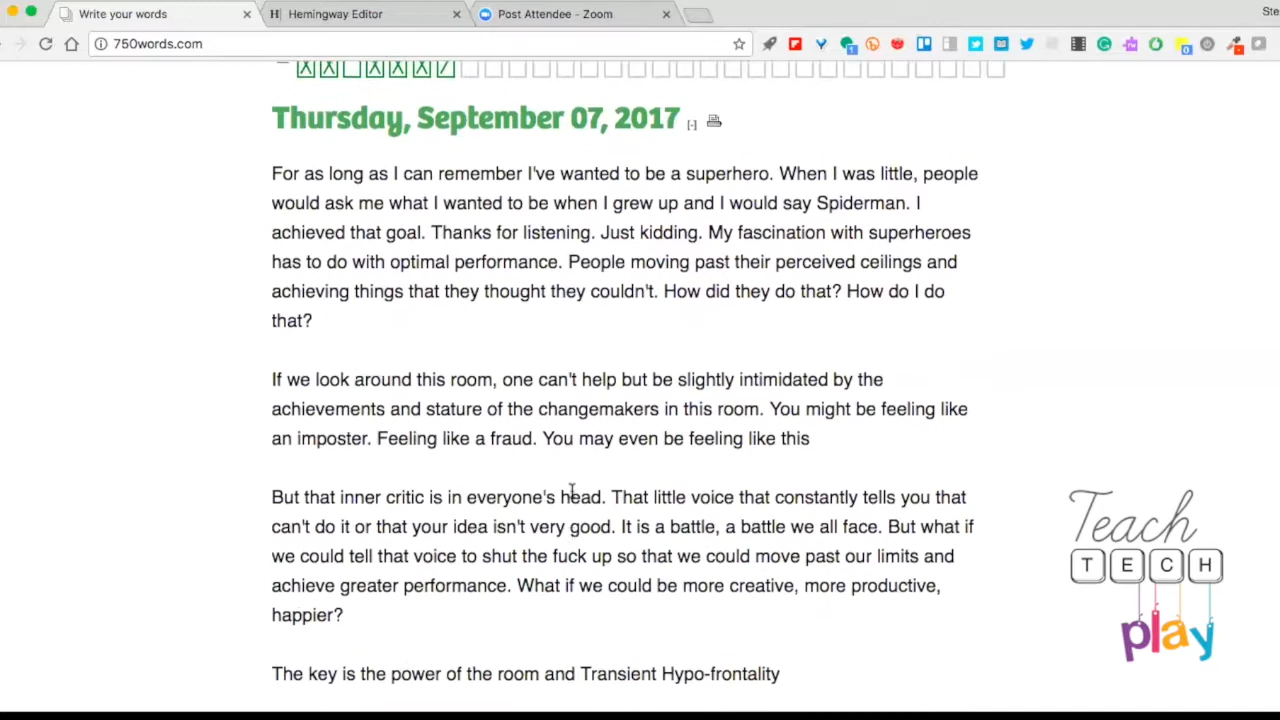 Write your words
Hemingway Editor
Post Attendee - Zoom
Ste
750words.com
Thursday, September 07, 2017 [-]
For as long as I can remember I've wanted to be a superhero. When I was little, people
would ask me what I wanted to be when I grew up and I would say Spiderman. I
achieved that goal. Thanks for listening. Just kidding. My fascination with superheroes
has to do with optimal performance. People moving past their perceived ceilings and
achieving things that they thought they couldn't. How did they do that? How do I do
that?
If we look around this room, one can't help but be slightly intimidated by the
achievements and stature of the changemakers in this room. You might be feeling like
an imposter. Feeling like a fraud. You may even be feeling like this
But that inner critic is in everyone's head. That little voice that constantly tells you that
can't do it or that your idea isn't very good. It is a battle, a battle we all face. But what if
we could tell that voice to shut the fuck up so that we could move past our limits and
achieve greater performance. What if we could be more creative, more productive,
happier?
The key is the power of the room and Transient Hypo-frontality
Teach
TECH
play